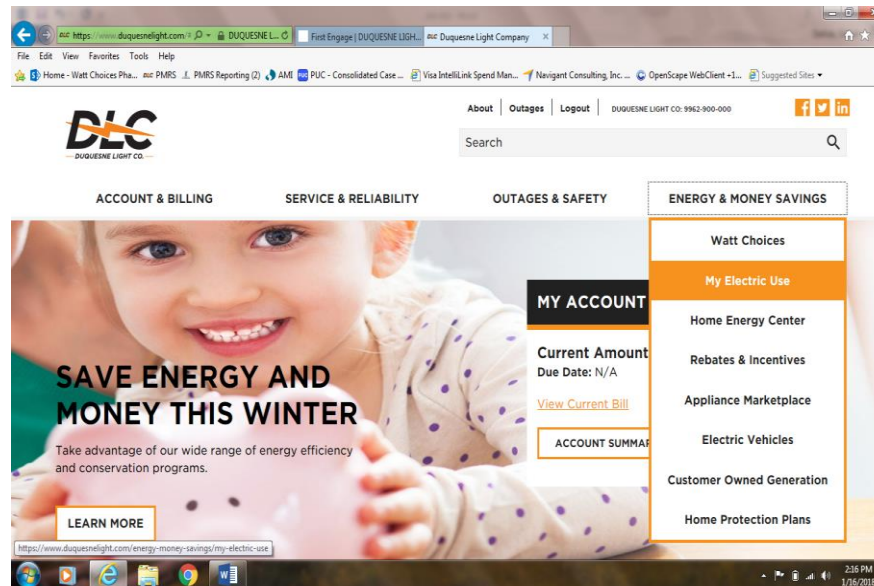 https://www.duquesnelight.com/
DUQUESNE L...
First Engage | DUQUESNE LIGH...
DLC Duquesne Light Company
File Edit View Favorites Tools Help
Home - Watt Choices Pha... DLC PMRS PMRS Reporting (2) AMI PUC PUC - Consolidated Case ... Visa IntelliLink Spend Man... Navigant Consulting, Inc. ... OpenScape WebClient +1... Suggested Sites
About | Outages | Logout | DUQUESNE LIGHT CO: 9962-900-000
DLC
DUQUESNE LIGHT CO.
Search
ACCOUNT & BILLING SERVICE & RELIABILITY OUTAGES & SAFETY ENERGY & MONEY SAVINGS
Watt Choices
My Electric Use
Home Energy Center
Rebates & Incentives
Appliance Marketplace
Electric Vehicles
Customer Owned Generation
Home Protection Plans
MY ACCOUNT
Current Amount
Due Date: N/A
View Current Bill
ACCOUNT SUMMAR
SAVE ENERGY AND
MONEY THIS WINTER
Take advantage of our wide range of energy efficiency
and conservation programs.
LEARN MORE
https://www.duquesnelight.com/energy-money-savings/my-electric-use
2:16 PM
1/16/2018